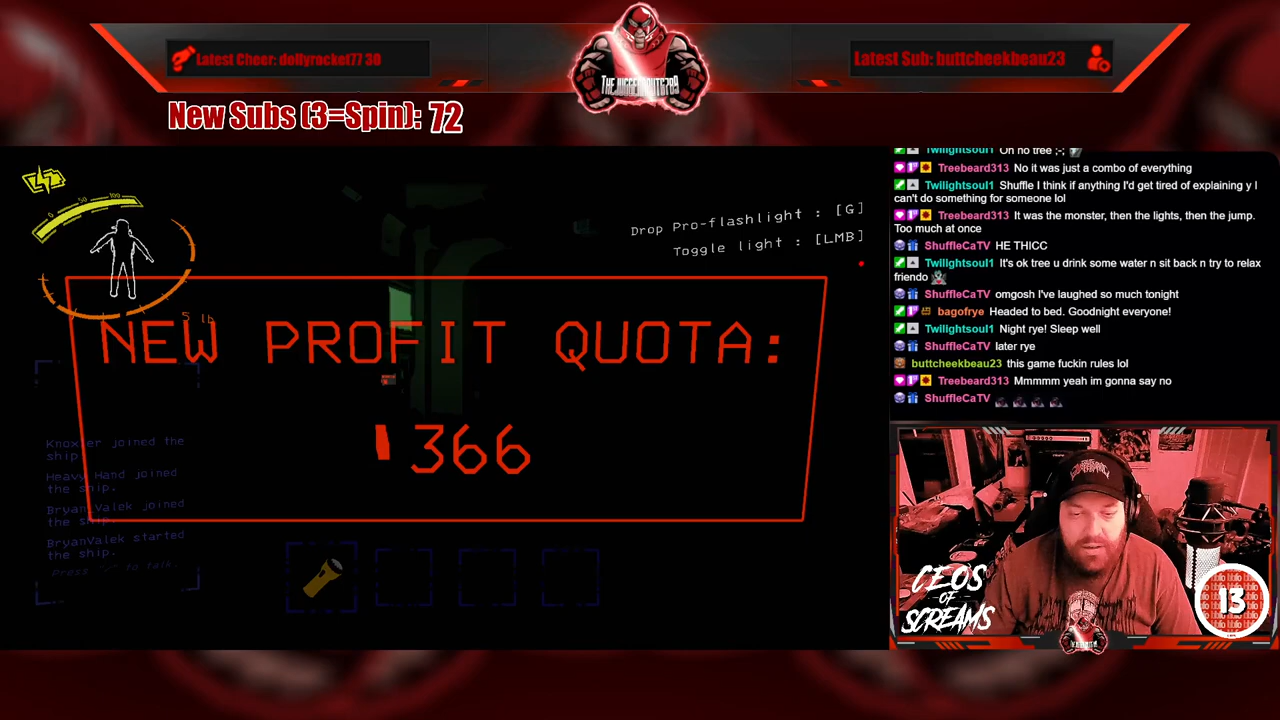 Latest Cheer: dollyrocket77 30
THEJUGGERNAUT6789
Latest Sub: buttcheekbeau23
New Subs (3=Spin): 72
Drop Pro-flashlight : [G]
Toggle light : [LMB]
5 lb
NEW PROFIT QUOTA:
366
Knoxier joined the
ship.
Heavy Hand joined
the ship.
Bryan Valek joined
the ship.
BryanValek started
the ship.
Twilightsoul1 Oh no tree ;-;
Treebeard313 No it was just a combo of everything
Twilightsoul1 Shuffle I think if anything I'd get tired of explaining y I
can't do something for someone lol
Treebeard313 It was the monster, then the lights, then the jump.
Too much at once
ShuffleCaTV HE THICC
Twilightsoul1 It's ok tree u drink some water n sit back n try to relax
friendo
ShuffleCaTV omgosh I've laughed so much tonight
bagofrye Headed to bed. Goodnight everyone!
Twilightsoul1 Night rye! Sleep well
ShuffleCaTV later rye
buttcheekbeau23 this game fuckin rules lol
Treebeard313 Mmmmm yeah im gonna say no
ShuffleCaTV
CEOS
OF
SCREAMS
13